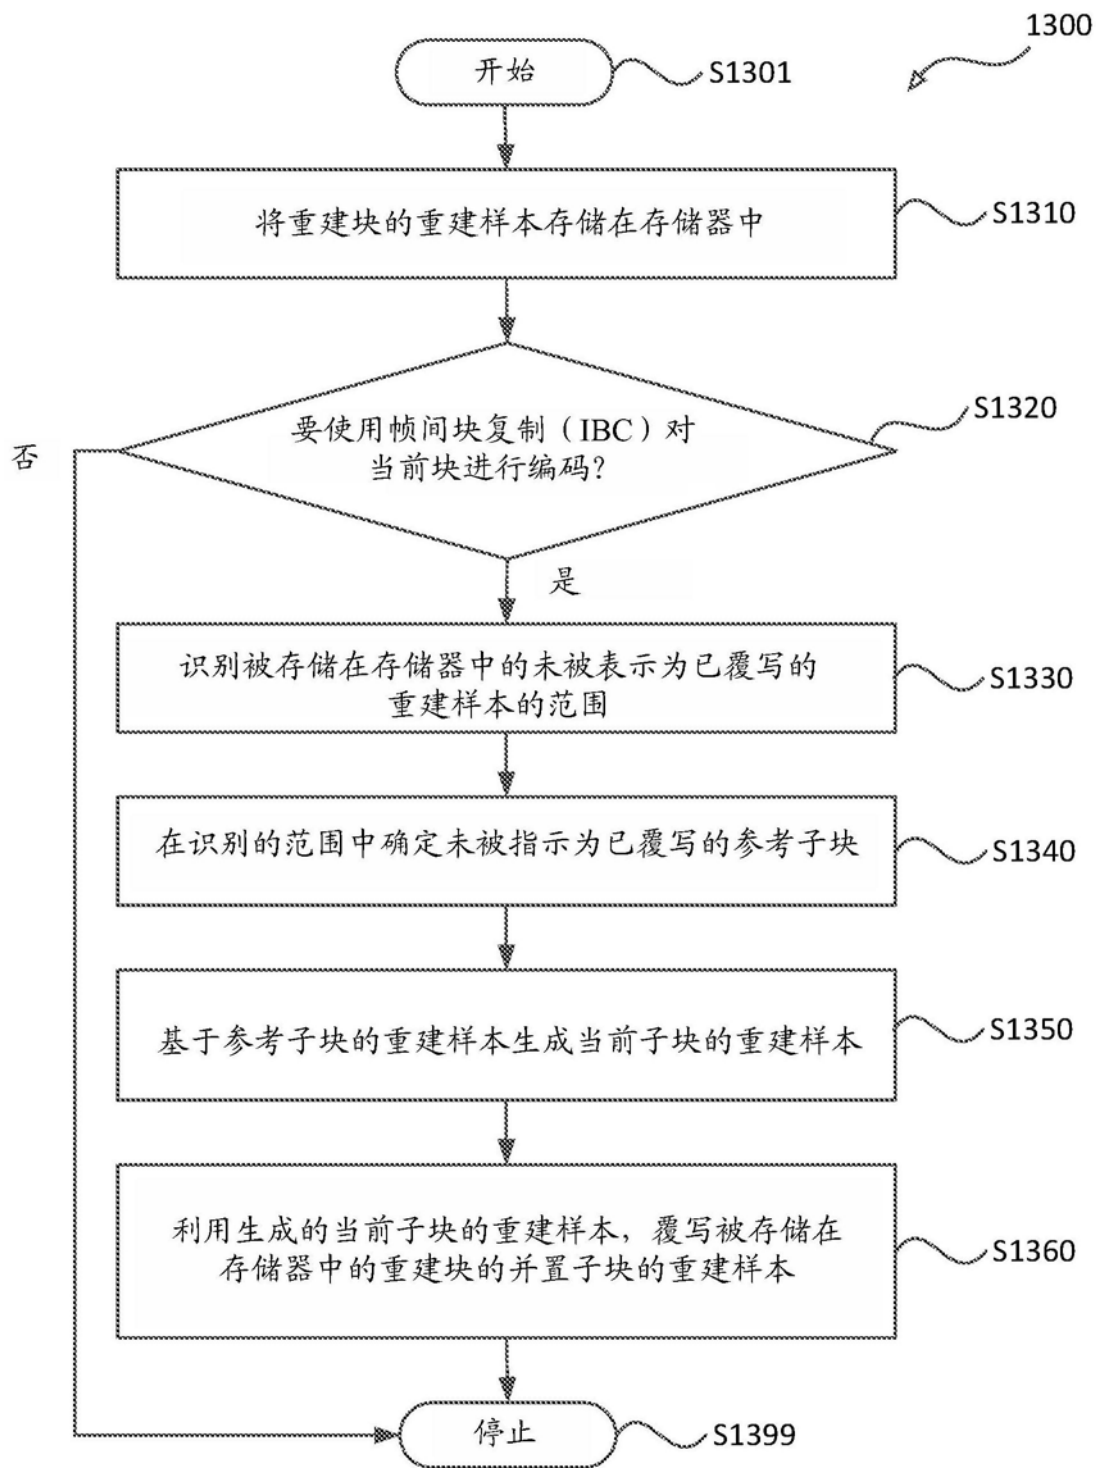 1300
开始
S1301
将重建块的重建样本存储在存储器中
S1310
要使用帧间块复制（IBC）对
当前块进行编码？
S1320
否
是
识别被存储在存储器中的未被表示为已覆写的
重建样本的范围
S1330
在识别的范围中确定未被指示为已覆写的参考子块
S1340
基于参考子块的重建样本生成当前子块的重建样本
S1350
利用生成的当前子块的重建样本，覆写被存储在
存储器中的重建块的并置子块的重建样本
S1360
停止
S1399